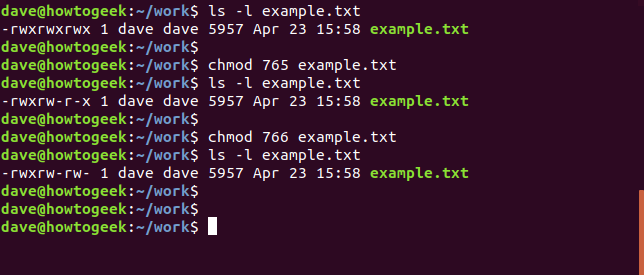 dave@howtogeek:~/work$ ls -l example.txt
-rwxrwxrwx 1 dave dave 5957 Apr 23 15:58 example.txt
dave@howtogeek:~/work$
dave@howtogeek:~/work$ chmod 765 example.txt
dave@howtogeek:~/work$ ls -l example.txt
-rwxrw-r-x 1 dave dave 5957 Apr 23 15:58 example.txt
dave@howtogeek:~/work$
dave@howtogeek:~/work$ chmod 766 example.txt
dave@howtogeek:~/work$ ls -l example.txt
-rwxrw-rw- 1 dave dave 5957 Apr 23 15:58 example.txt
dave@howtogeek:~/work$
dave@howtogeek:~/work$
dave@howtogeek:~/work$